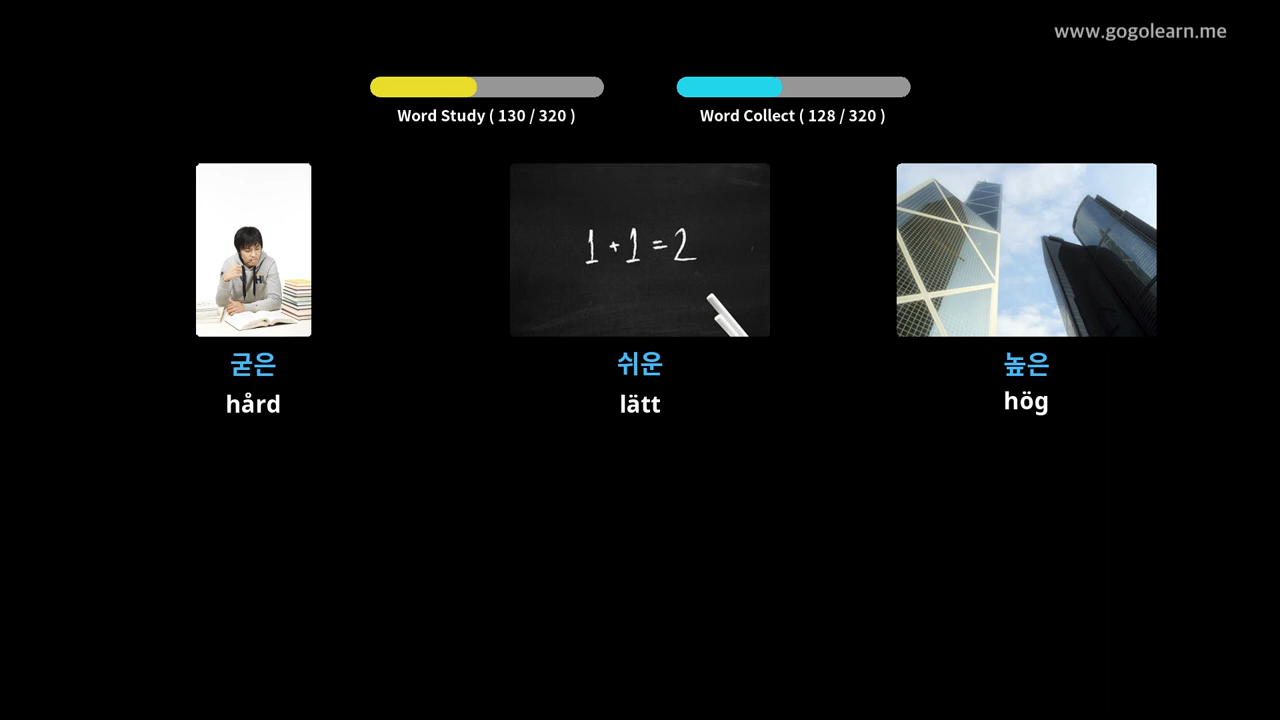 www.gogolearn.me
Word Study ( 130 / 320 )
Word Collect ( 128 / 320 )
1 + 1 = 2
굳은
쉬운
높은
hård
lätt
hög